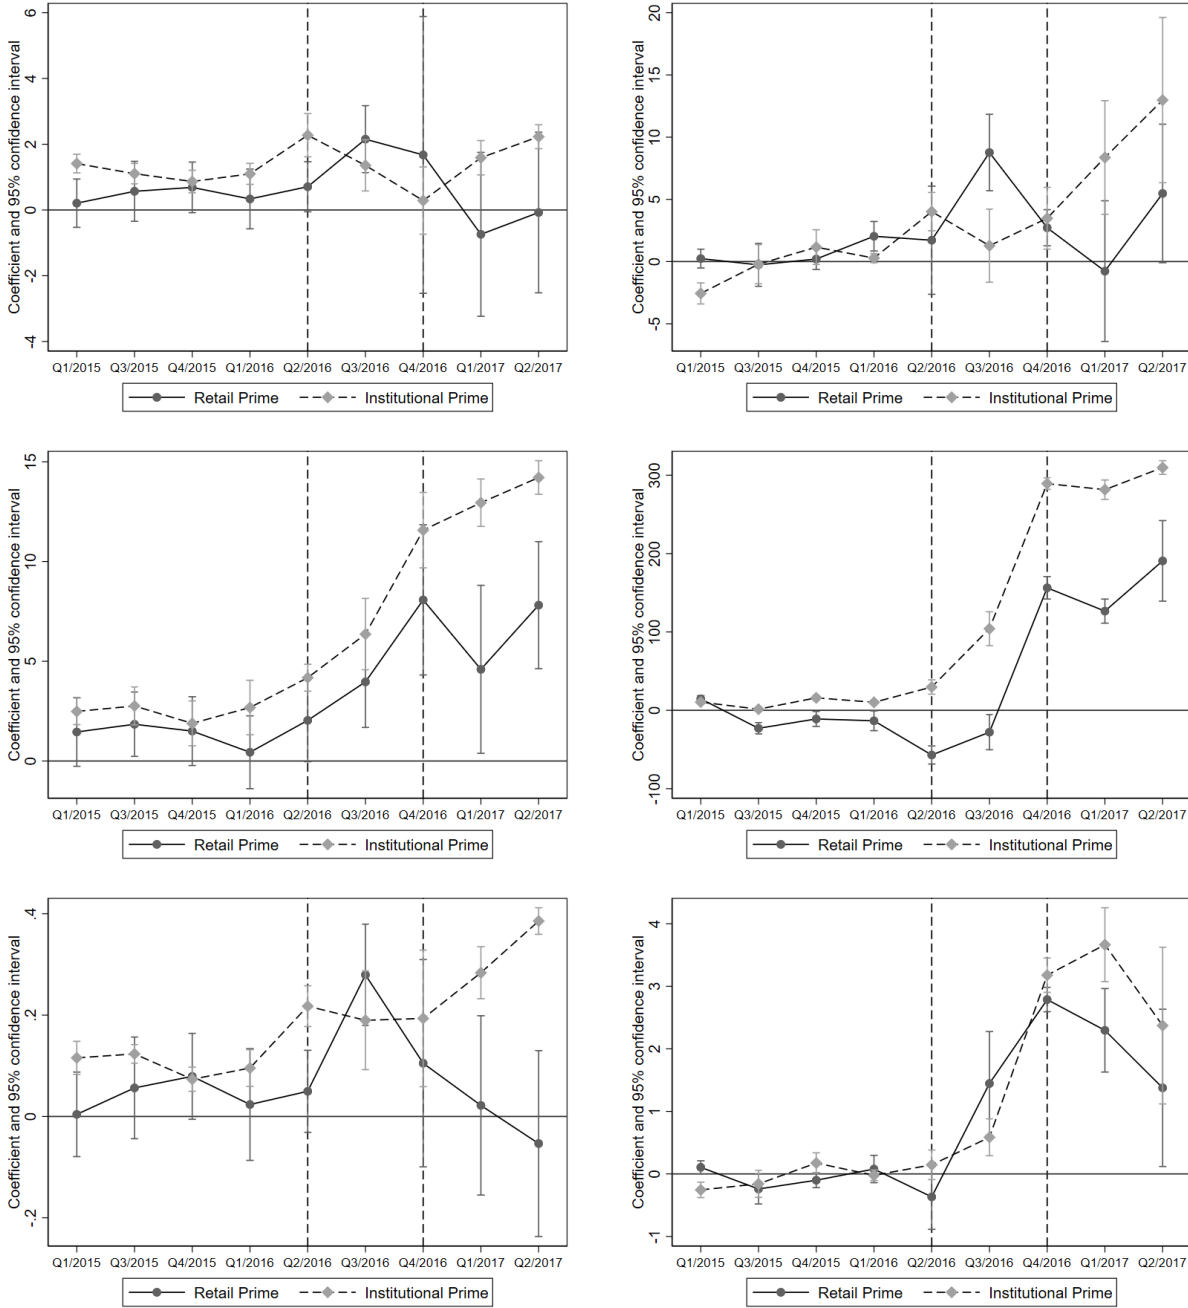 Coefficient and 95% confidence interval
6
4
2
0
-2
-4
Q1/2015 Q3/2015 Q4/2015 Q1/2016 Q2/2016 Q3/2016 Q4/2016 Q1/2017 Q2/2017
Retail Prime Institutional Prime
Coefficient and 95% confidence interval
20
15
10
5
0
-5
Q1/2015 Q3/2015 Q4/2015 Q1/2016 Q2/2016 Q3/2016 Q4/2016 Q1/2017 Q2/2017
Retail Prime Institutional Prime
Coefficient and 95% confidence interval
15
10
5
0
Q1/2015 Q3/2015 Q4/2015 Q1/2016 Q2/2016 Q3/2016 Q4/2016 Q1/2017 Q2/2017
Retail Prime Institutional Prime
Coefficient and 95% confidence interval
300
200
100
0
-100
Q1/2015 Q3/2015 Q4/2015 Q1/2016 Q2/2016 Q3/2016 Q4/2016 Q1/2017 Q2/2017
Retail Prime Institutional Prime
Coefficient and 95% confidence interval
.4
.2
0
-.2
Q1/2015 Q3/2015 Q4/2015 Q1/2016 Q2/2016 Q3/2016 Q4/2016 Q1/2017 Q2/2017
Retail Prime Institutional Prime
Coefficient and 95% confidence interval
4
3
2
1
0
-1
Q1/2015 Q3/2015 Q4/2015 Q1/2016 Q2/2016 Q3/2016 Q4/2016 Q1/2017 Q2/2017
Retail Prime Institutional Prime